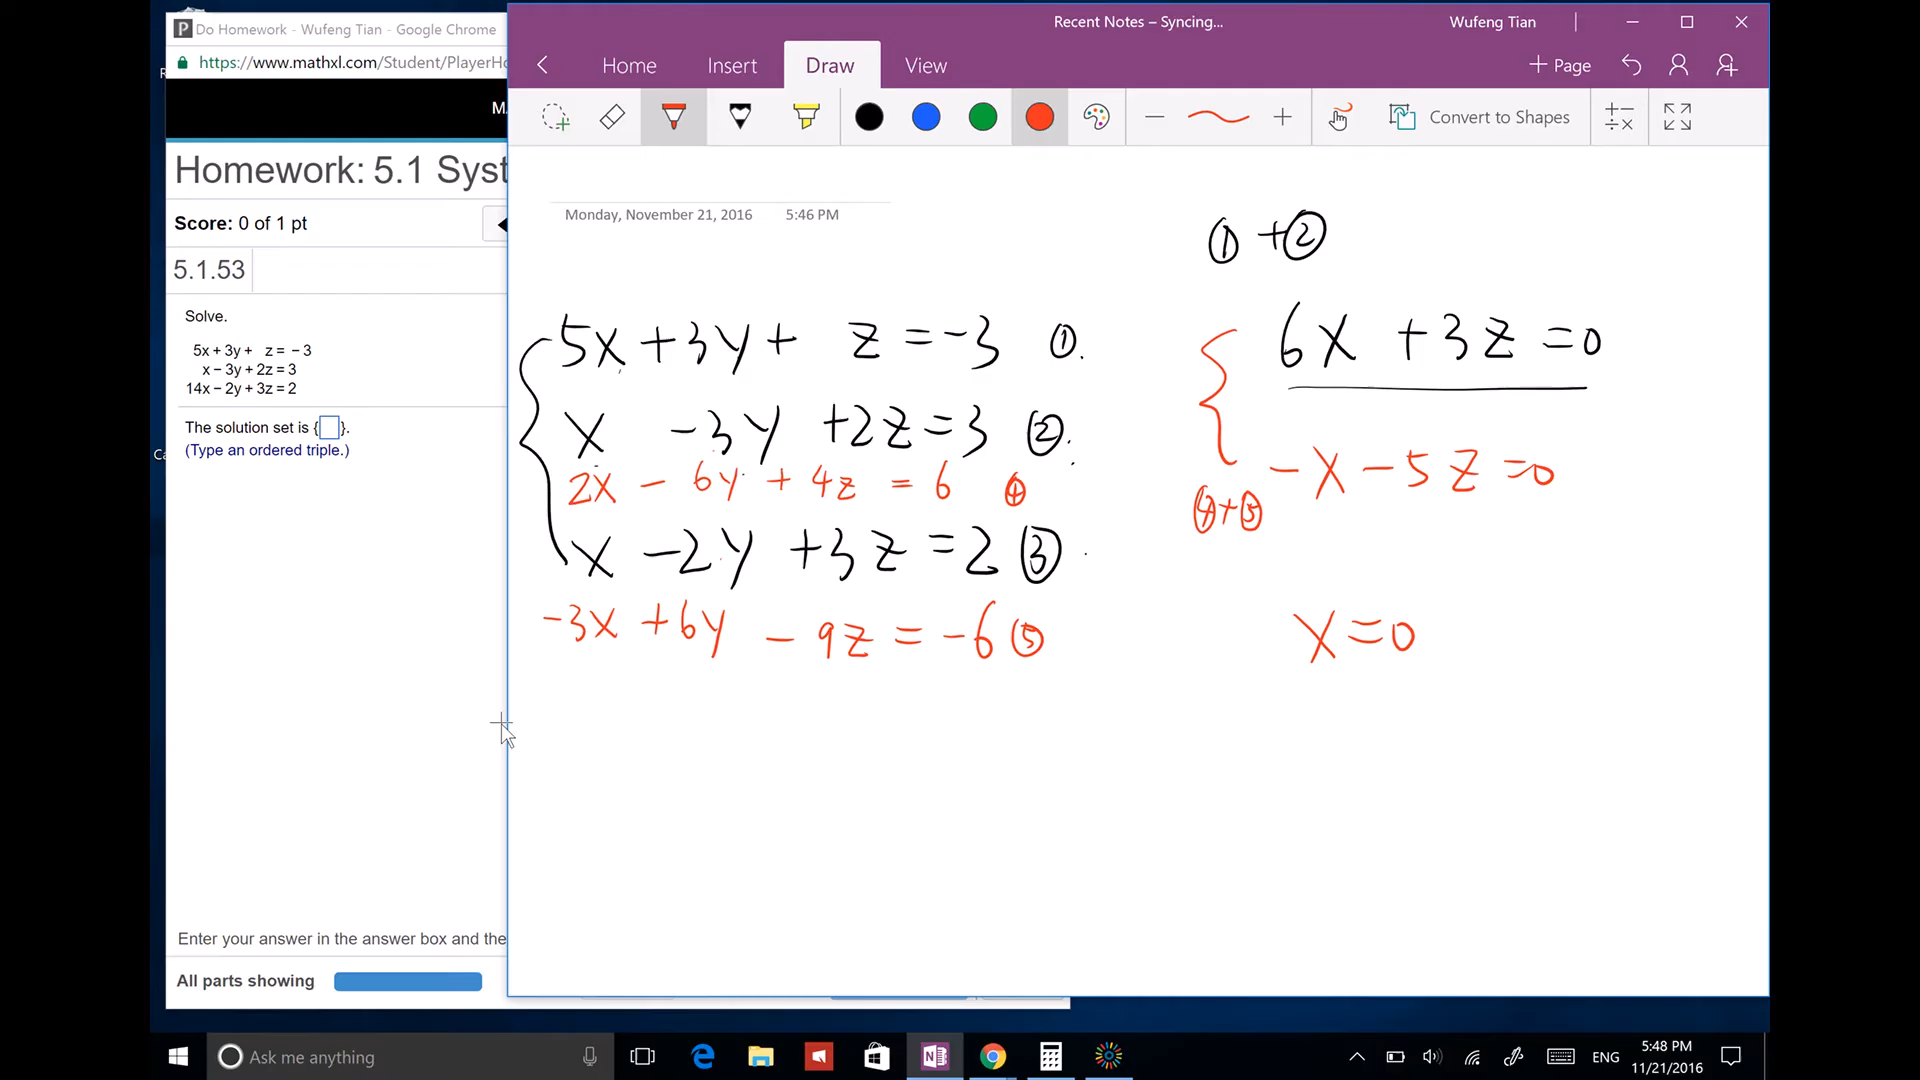 Do Homework - Wufeng Tian - Google Chrome
https://www.mathxl.com/Student/PlayerHo
Homework: 5.1 Syst
Score: 0 of 1 pt
5.1.53
Solve.
5x + 3y + z = - 3
x - 3y + 2z = 3
14x - 2y + 3z = 2
The solution set is { }.
(Type an ordered triple.)
Enter your answer in the answer box and the
All parts showing
Recent Notes – Syncing...
Wufeng Tian
Home Insert Draw View
+ Page
Convert to Shapes
Monday, November 21, 2016 5:46 PM
① + ②
5x + 3y + z = -3 ①.
6x + 3z = 0
x - 3y + 2z = 3 ②.
2x - 6y + 4z = 6 ④
- x - 5z = 0
④+⑤
x - 2y + 3z = 2 ③.
-3x + 6y - 9z = -6 ⑤
x = 0
Ask me anything
ENG
5:48 PM
11/21/2016